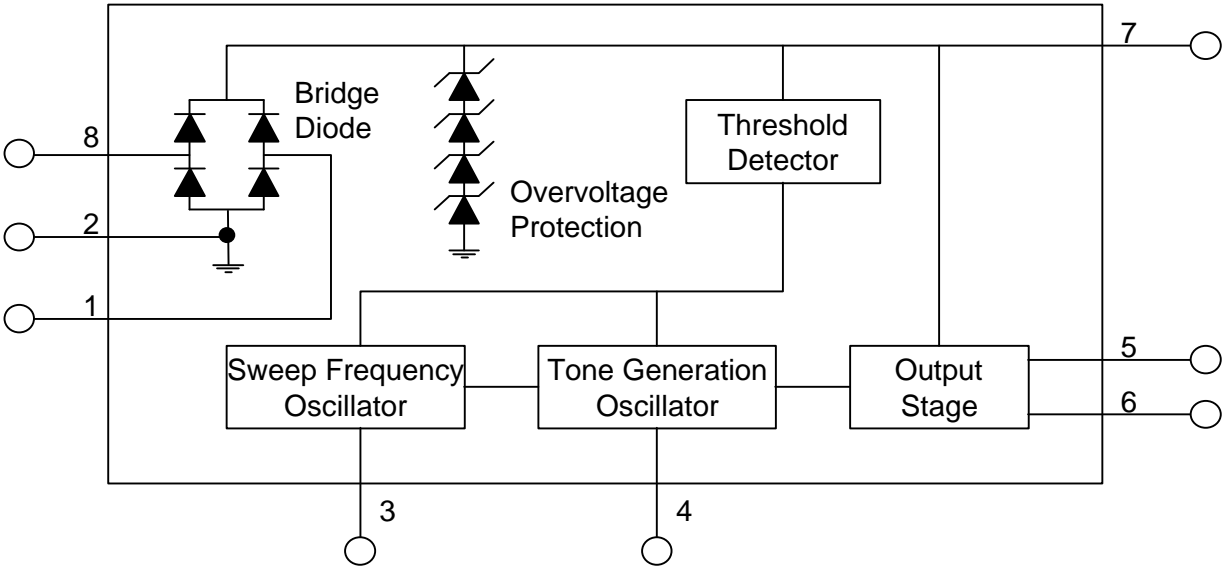 7
Bridge
Diode
8
Threshold
Detector
Overvoltage
Protection
2
1
Sweep Frequency
Oscillator
Tone Generation
Oscillator
Output
Stage
5
6
3
4